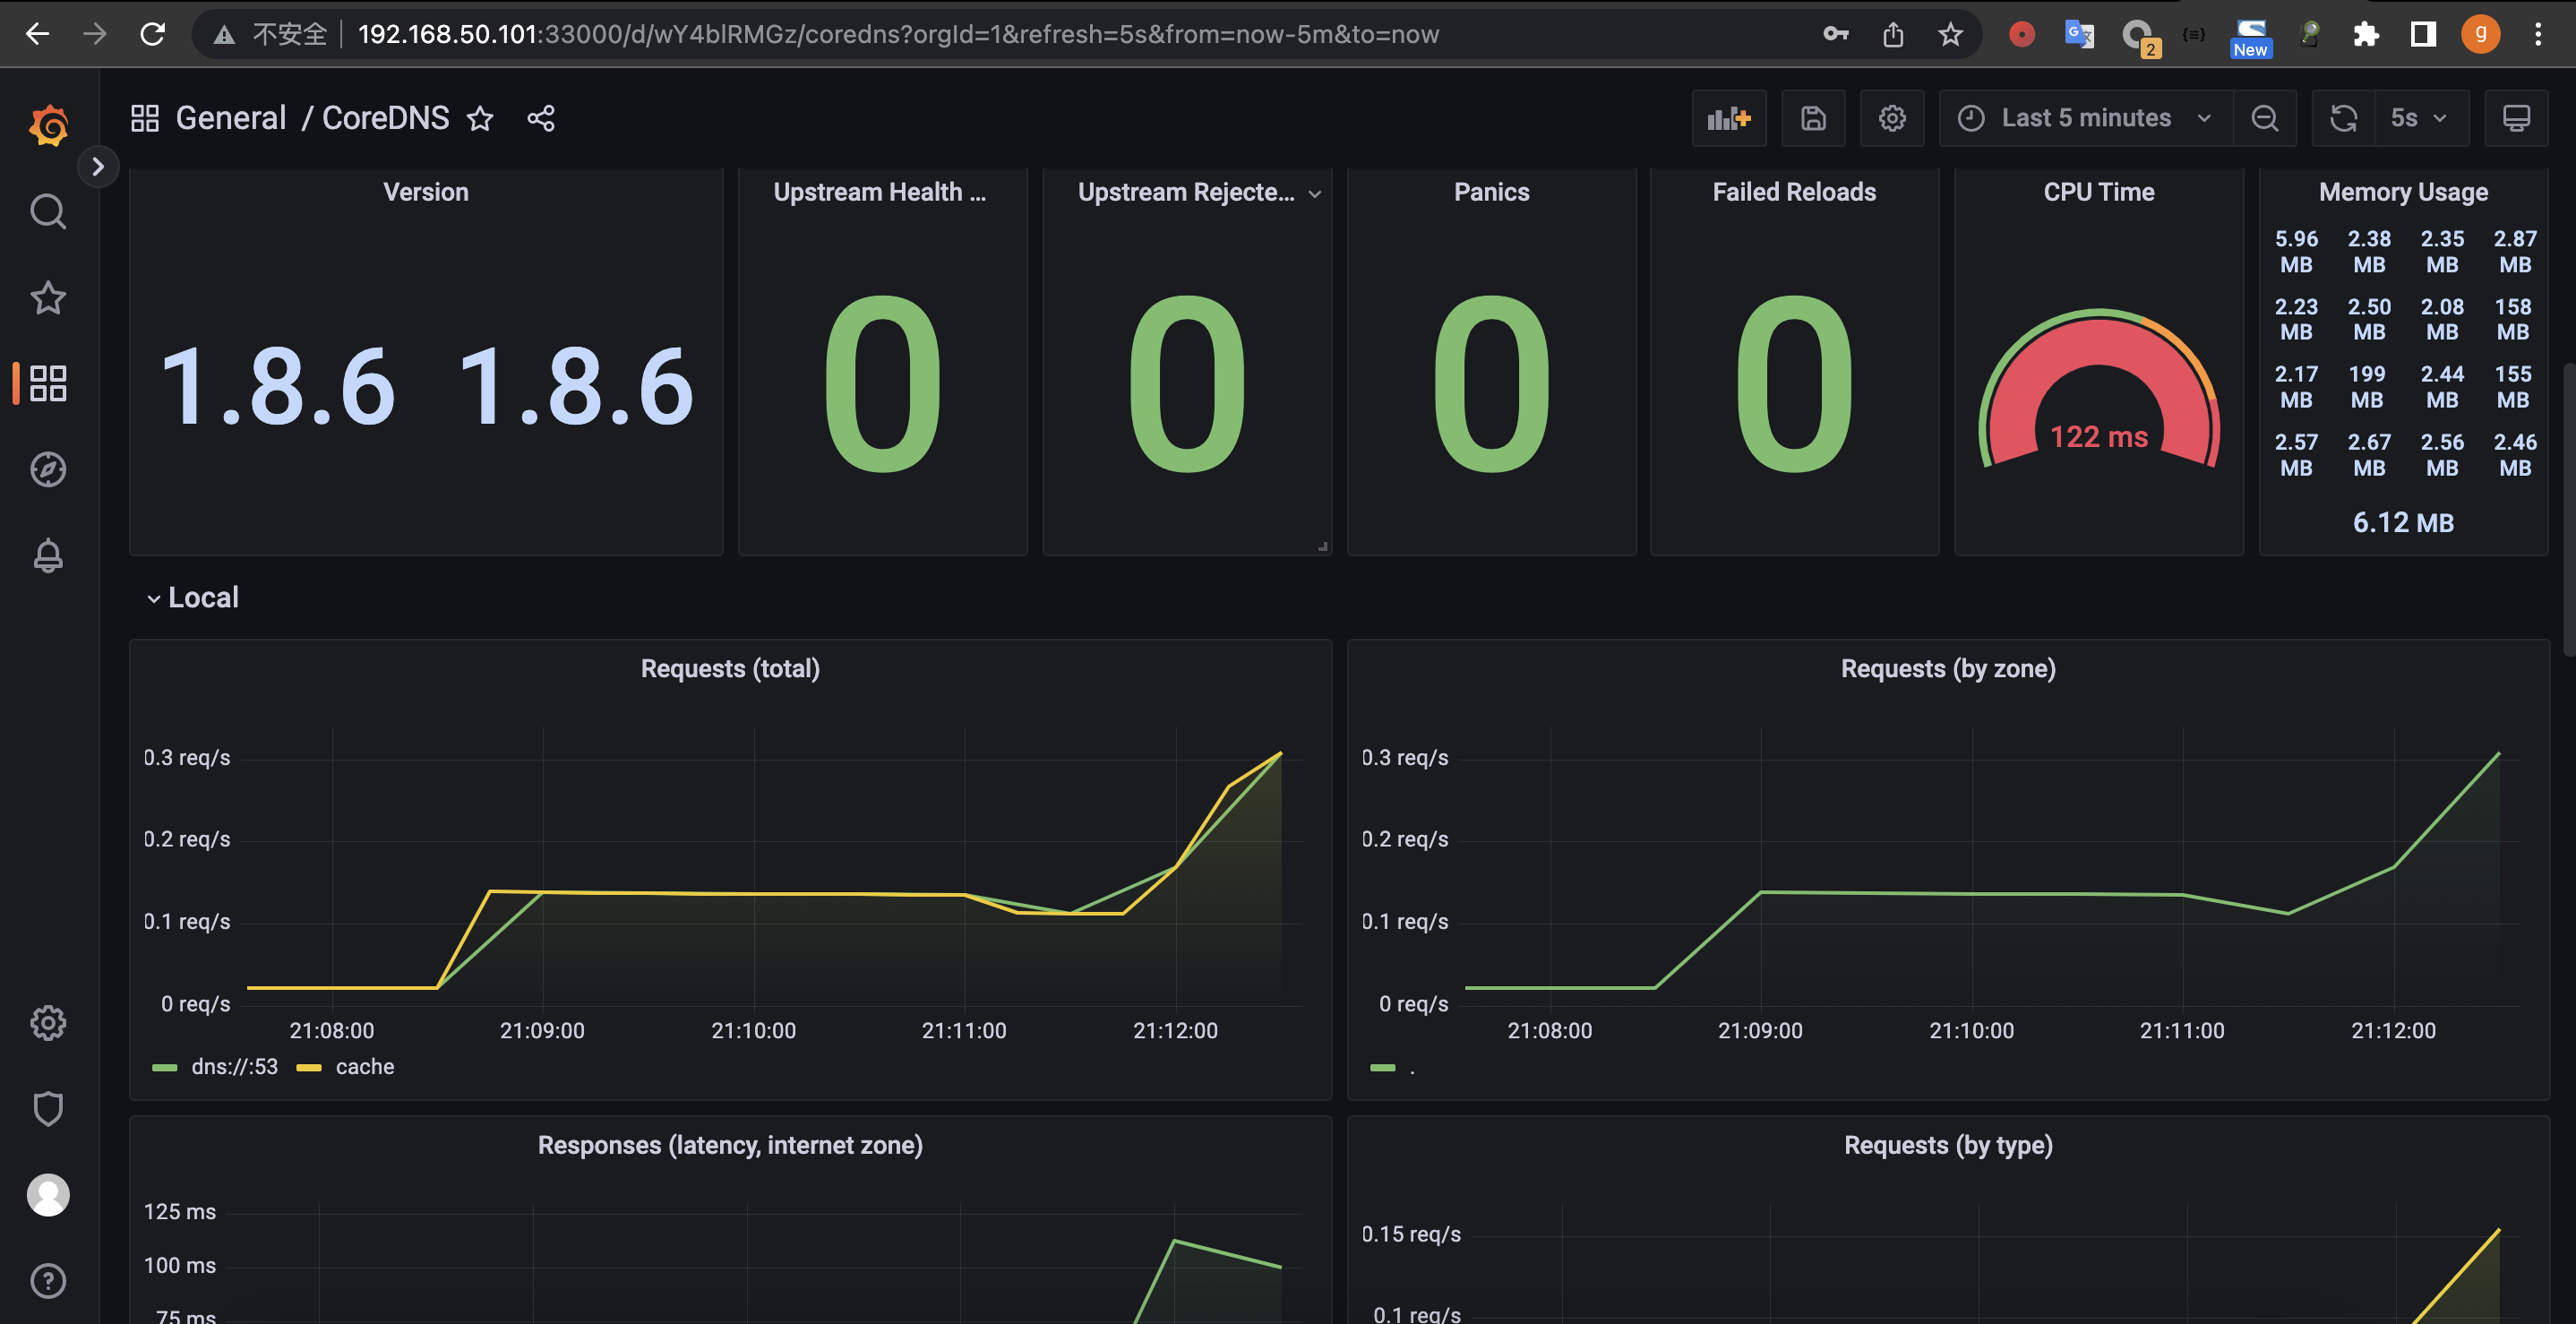 不安全 192.168.50.101:33000/d/wY4blRMGz/coredns?orgId=1&refresh=5s&from=now-5m&to=now
2
New
g
General / CoreDNS
Last 5 minutes
5s
Version
1.8.6 1.8.6
Upstream Health ...
0
Upstream Rejecte...
0
Panics
0
Failed Reloads
0
CPU Time
122 ms
Memory Usage
5.96 MB 2.38 MB 2.35 MB 2.87 MB
2.23 MB 2.50 MB 2.08 MB 158 MB
2.17 MB 199 MB 2.44 MB 155 MB
2.57 MB 2.67 MB 2.56 MB 2.46 MB
6.12 MB
Local
Requests (total)
0.3 req/s
0.2 req/s
0.1 req/s
0 req/s
21:08:00 21:09:00 21:10:00 21:11:00 21:12:00
dns://:53 cache
Requests (by zone)
0.3 req/s
0.2 req/s
0.1 req/s
0 req/s
21:08:00 21:09:00 21:10:00 21:11:00 21:12:00
.
Responses (latency, internet zone)
125 ms
100 ms
75 ms
Requests (by type)
0.15 req/s
0.1 req/s